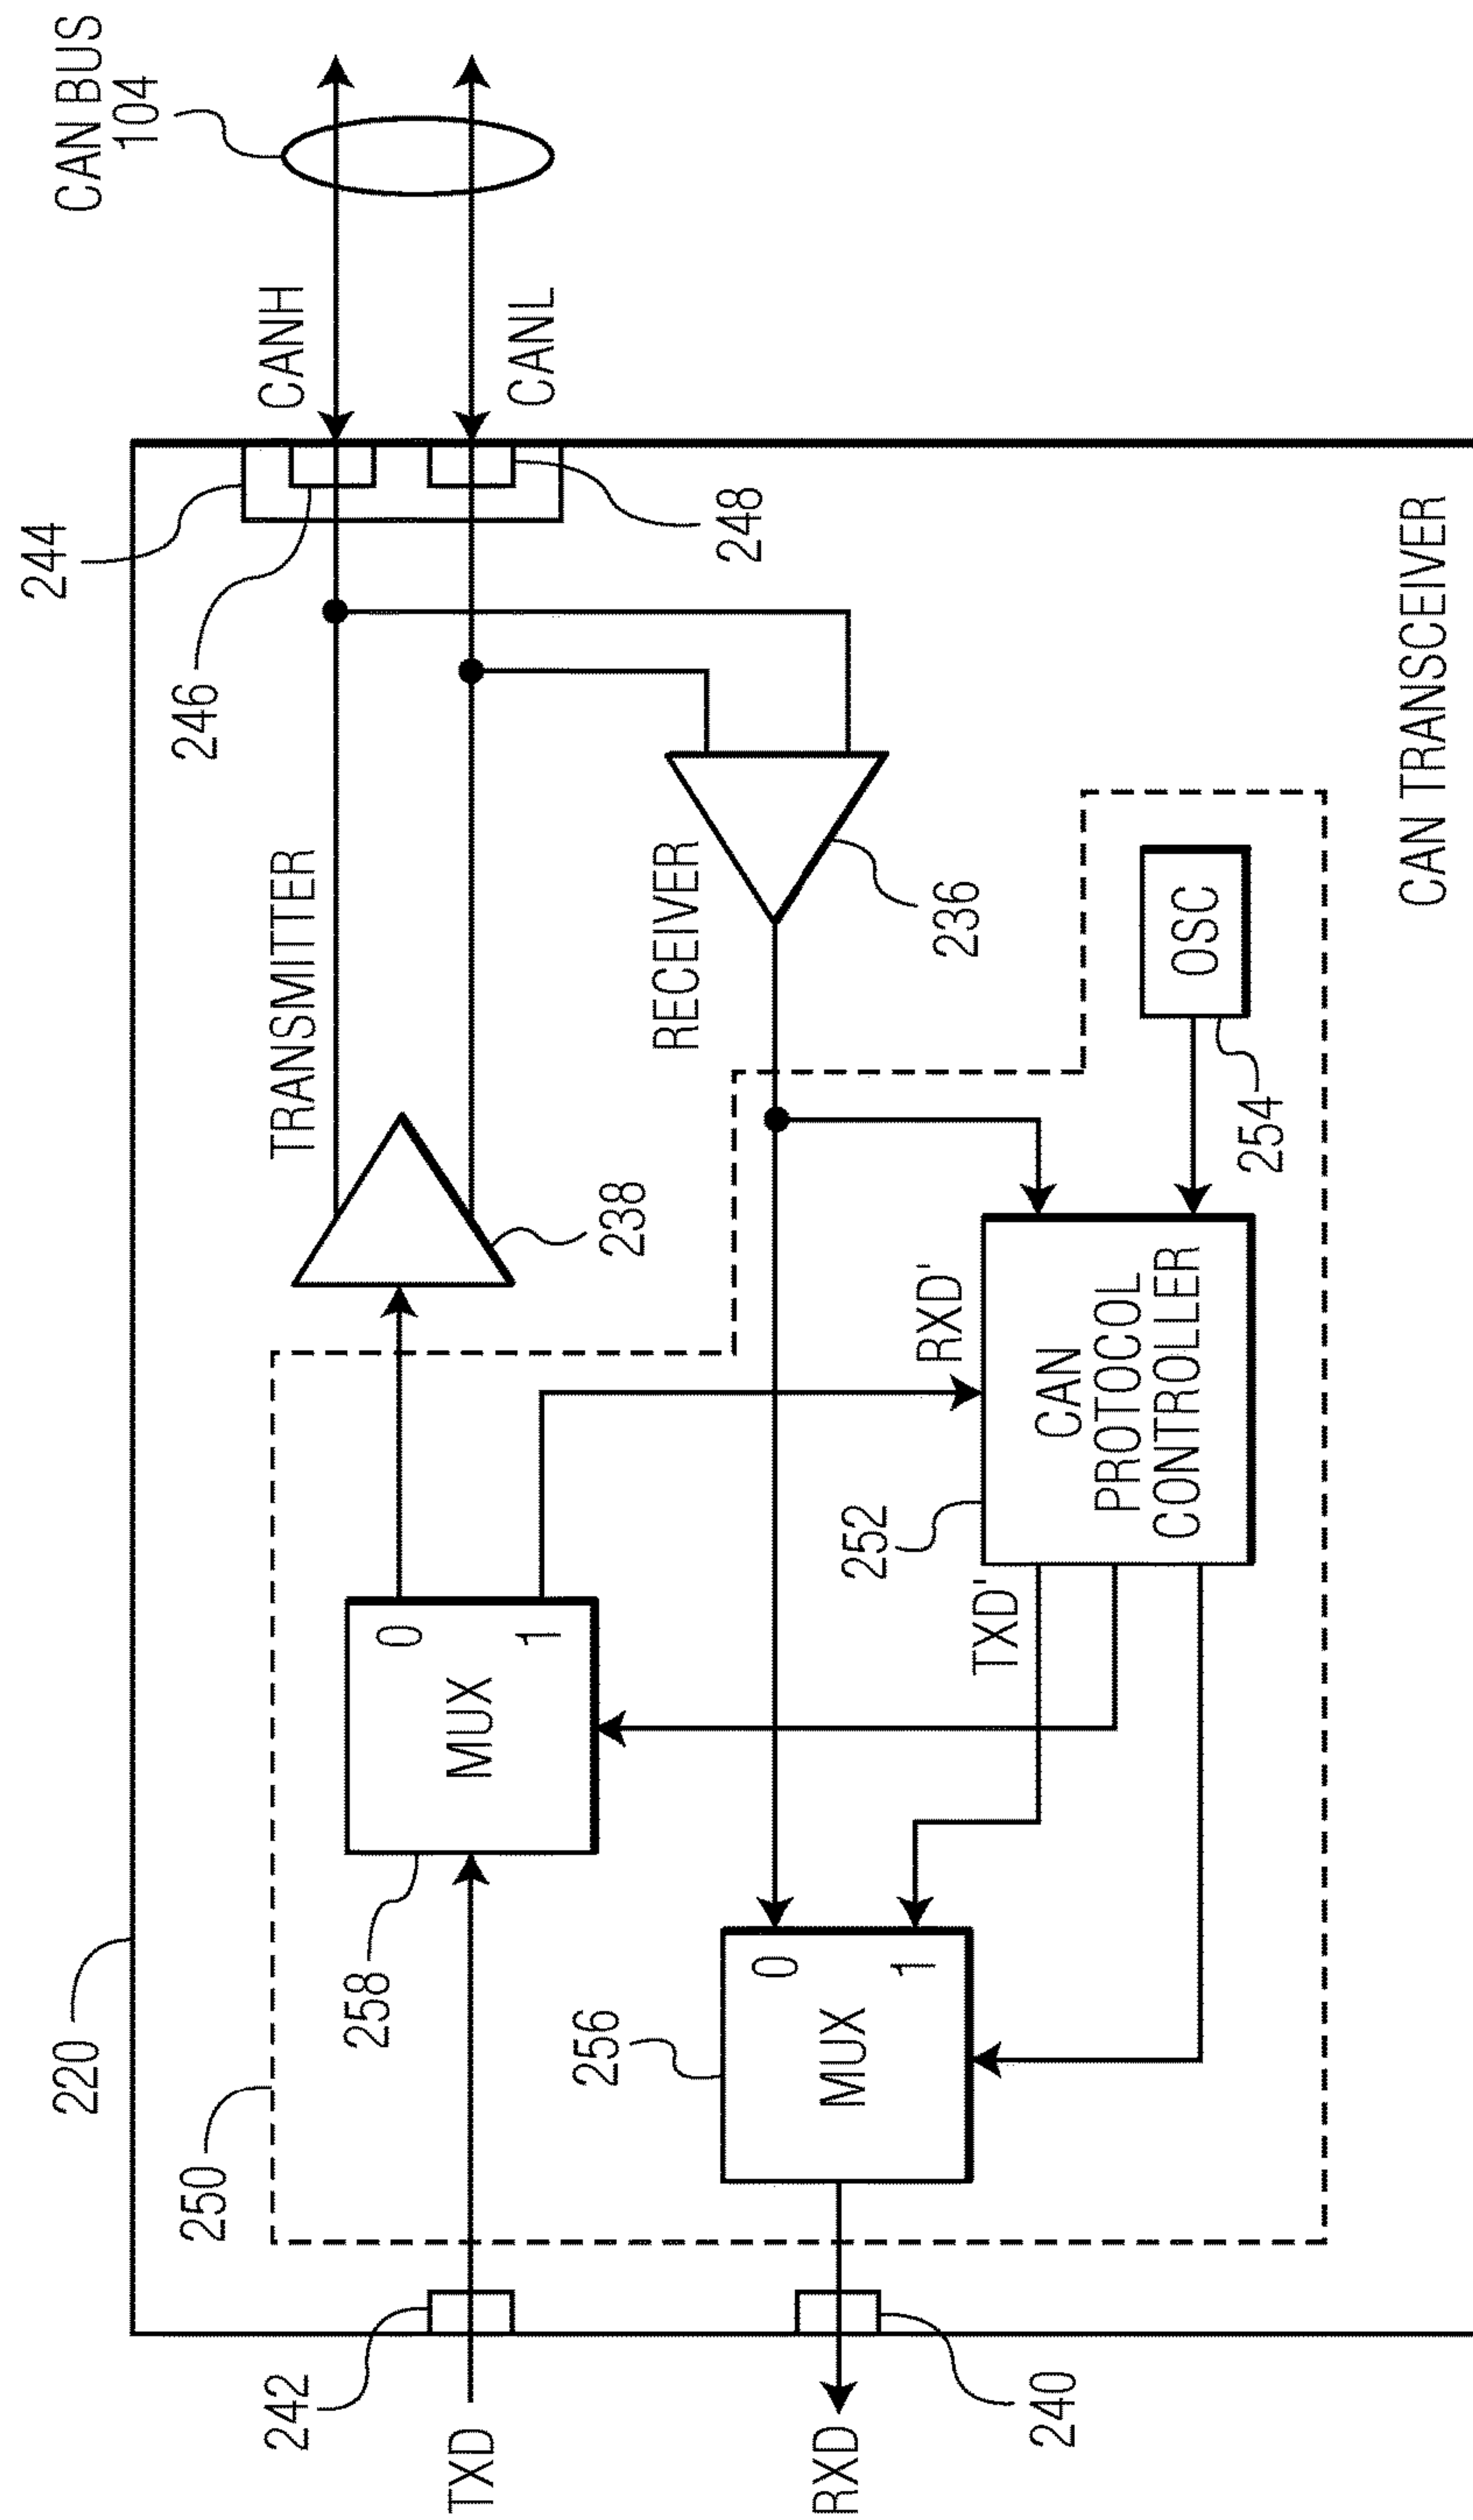 CAN BUS
104
CANH
CANL
244
246
248
TRANSMITTER
238
RECEIVER
236
OSC
254
RXD'
CAN
PROTOCOL
CONTROLLER
252
TXD'
0
1
MUX
258
0
1
MUX
256
220
250
242
TXD
240
RXD
CAN TRANSCEIVER